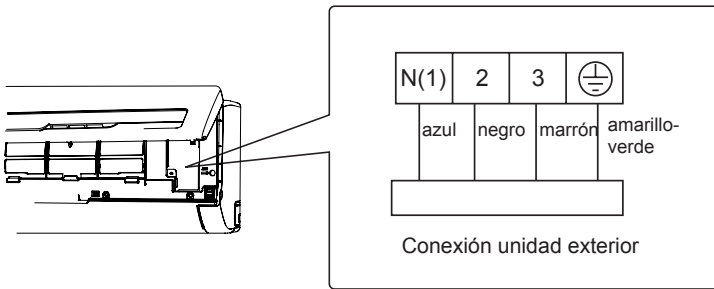 N(1) 2 3
azul negro marrón amarillo-
verde
Conexión unidad exterior